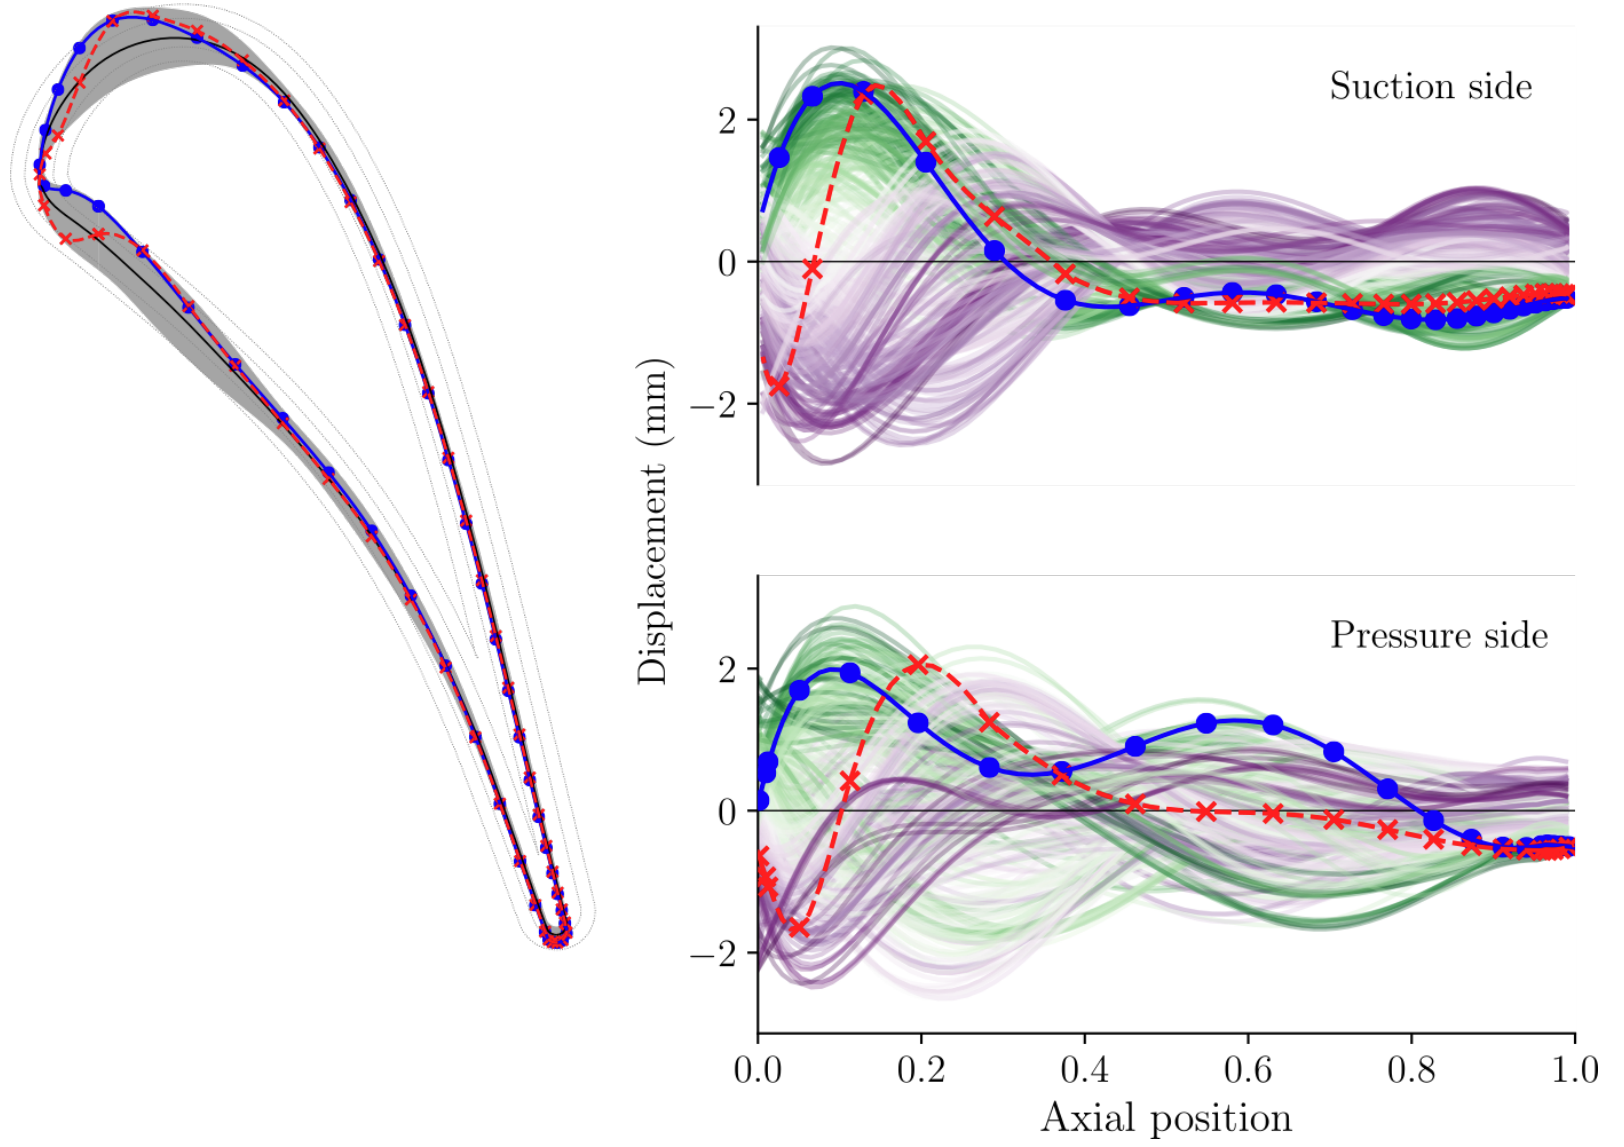 Suction side
2
0
−2
Displacement (mm)
Pressure side
2
0
−2
0.0 0.2 0.4 0.6 0.8 1.0
Axial position